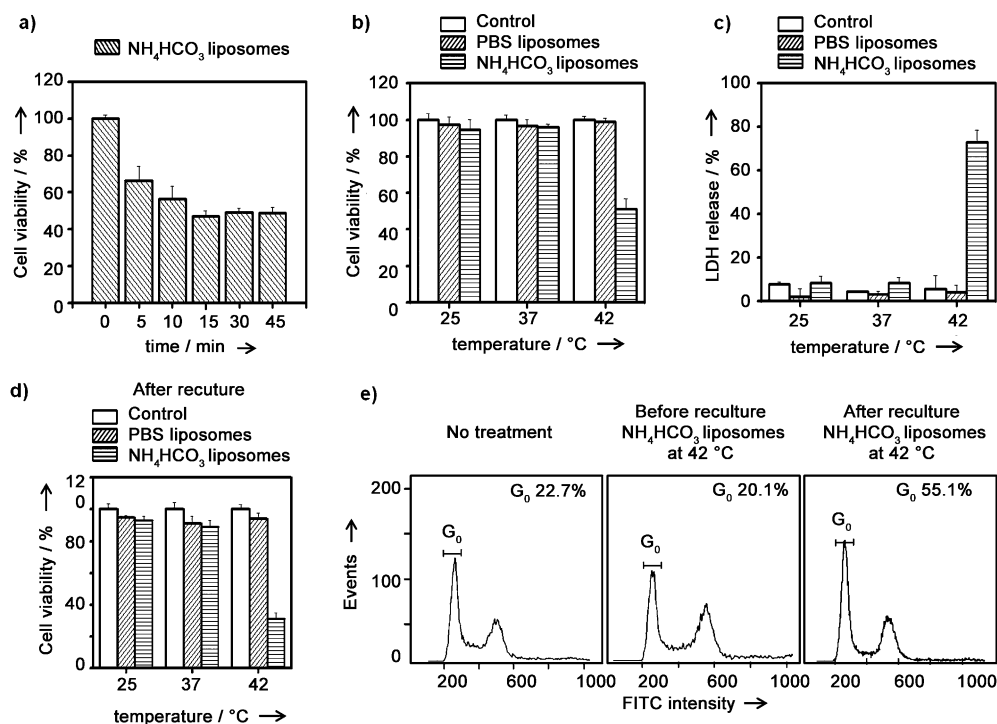 a)
NH₄HCO₃ liposomes
120
100
80
60
40
20
0
Cell viability / %
0 5 10 15 30 45
time / min
b)
Control
PBS liposomes
NH₄HCO₃ liposomes
120
100
80
60
40
20
0
Cell viability / %
25 37 42
temperature / °C
c)
Control
PBS liposomes
NH₄HCO₃ liposomes
100
80
60
40
20
0
LDH release / %
25 37 42
temperature / °C
d)
After recuture
Control
PBS liposomes
NH₄HCO₃ liposomes
12
0
80
40
0
Cell viability / %
25 37 42
temperature / °C
e)
No treatment
Before reculture
NH₄HCO₃ liposomes
at 42 °C
After reculture
NH₄HCO₃ liposomes
at 42 °C
200
100
0
Events
G₀ 22.7%
G₀
G₀ 20.1%
G₀
G₀ 55.1%
G₀
200 600 1000 200 600 1000 200 600 1000
FITC intensity